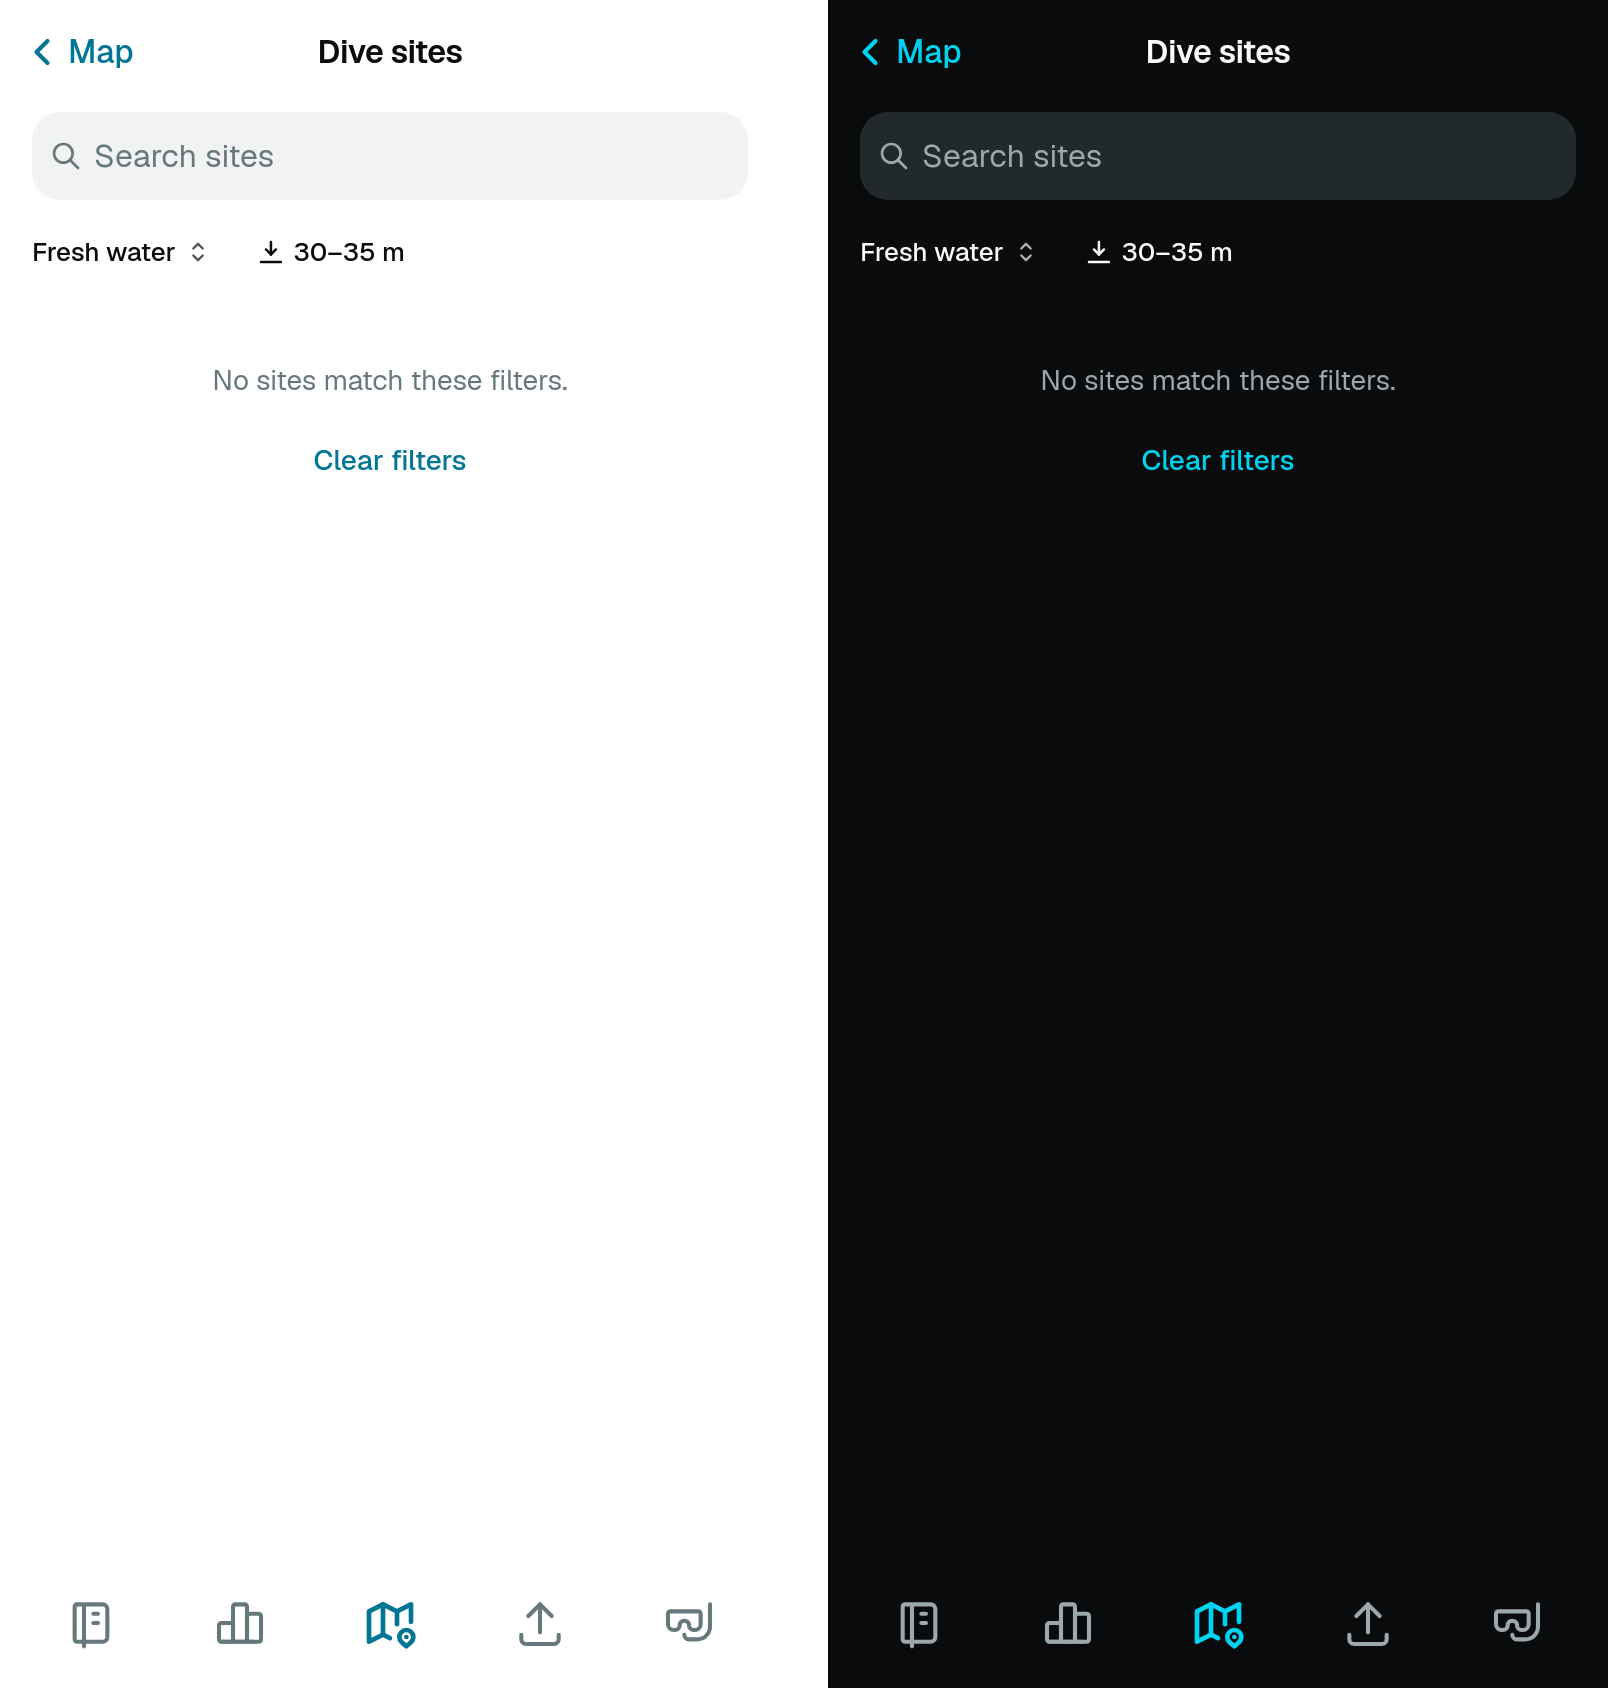 Map
Dive sites
Search sites
Fresh water
30–35 m
No sites match these filters.
Clear filters
Map
Dive sites
Search sites
Fresh water
30–35 m
No sites match these filters.
Clear filters